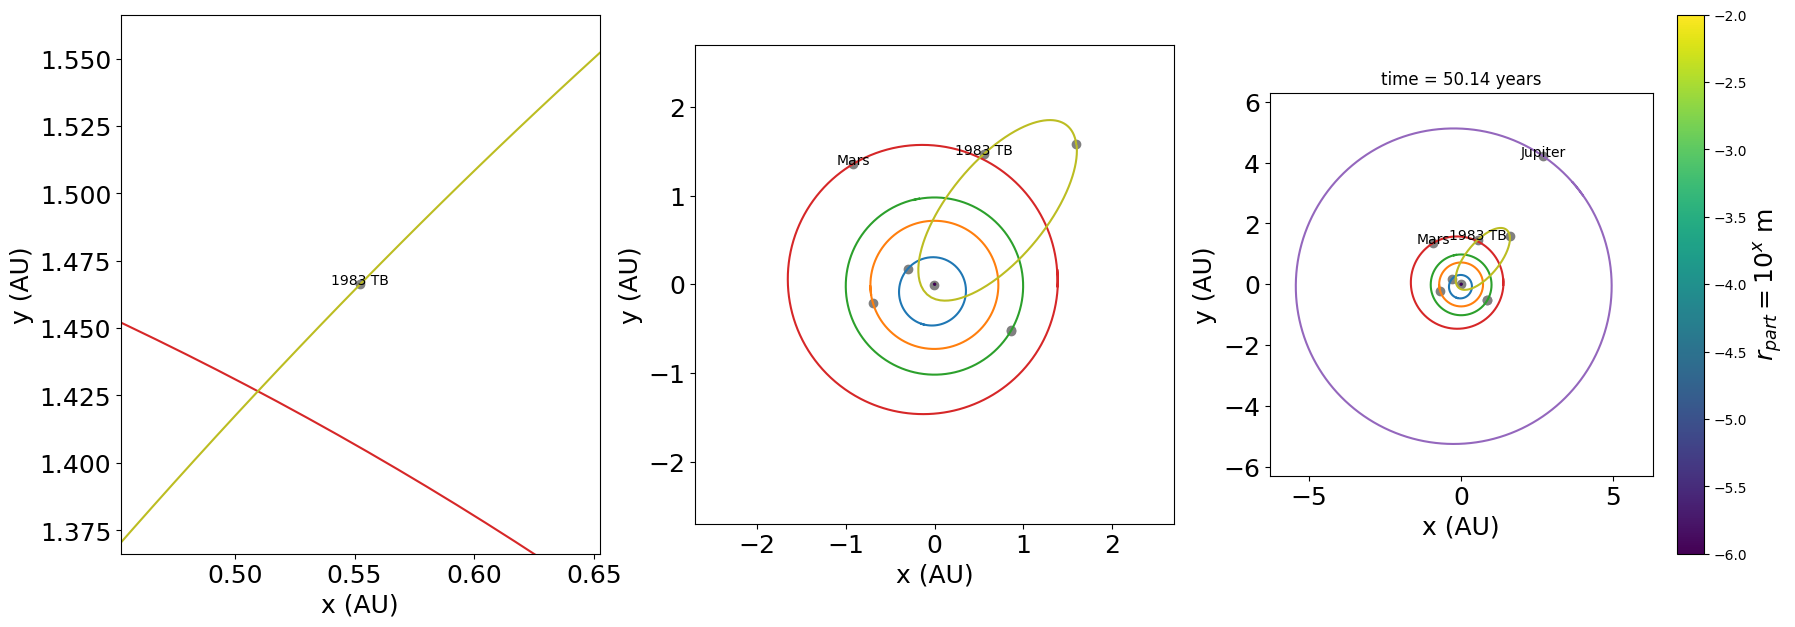 1.550
1.525
1.500
1.475
1.450
1.425
1.400
1.375
y (AU)
1983 TB
0.50 0.55 0.60 0.65
x (AU)
2
1
0
−1
−2
y (AU)
Mars
1983 TB
−2 −1 0 1 2
x (AU)
time = 50.14 years
6
4
2
0
−2
−4
−6
y (AU)
Jupiter
Mars
1983 TB
−5 0 5
x (AU)
−2.0
−2.5
−3.0
−3.5
−4.0
−4.5
−5.0
−5.5
−6.0
r_part = 10^x m